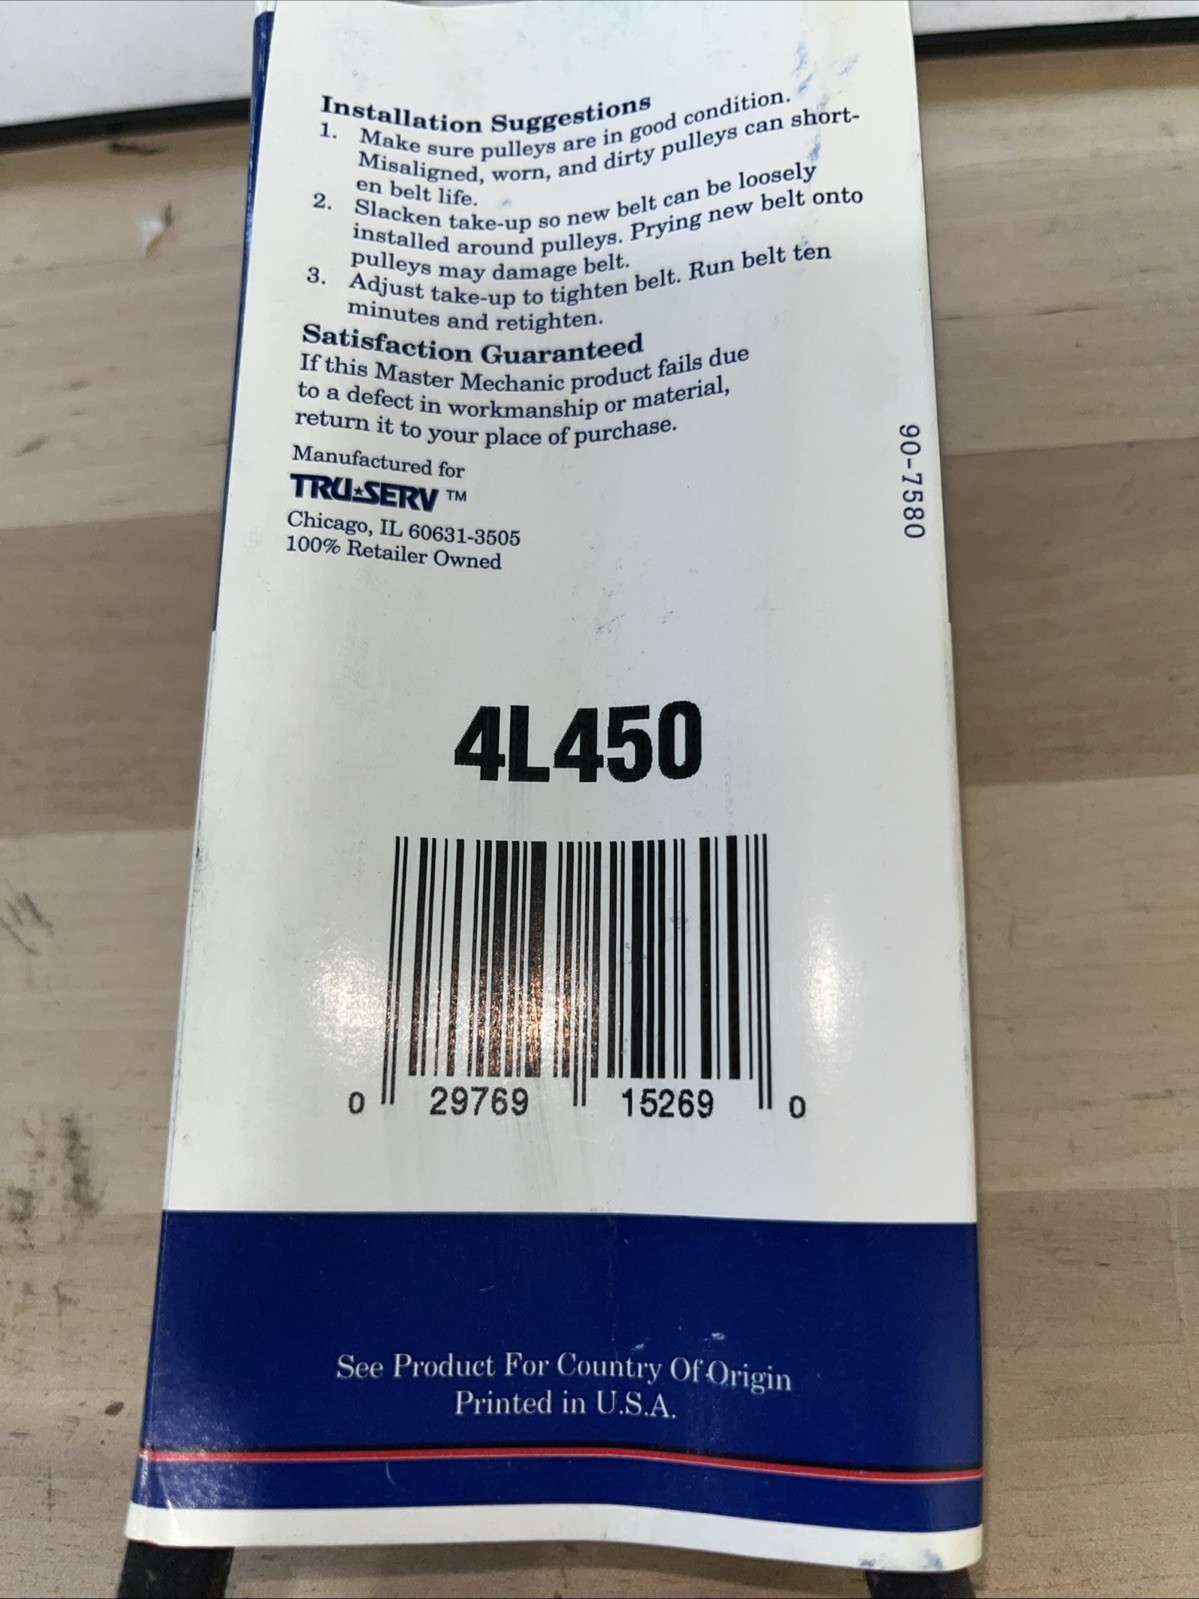 Installation Suggestions
1. Make sure pulleys are in good condition.
Misaligned, worn, and dirty pulleys can short-
en belt life.
2. Slacken take-up so new belt can be loosely
installed around pulleys. Prying new belt onto
pulleys may damage belt.
3. Adjust take-up to tighten belt. Run belt ten
minutes and retighten.
Satisfaction Guaranteed
If this Master Mechanic product fails due
to a defect in workmanship or material,
return it to your place of purchase.
Manufactured for
TRU★SERV ™
Chicago, IL 60631-3505
100% Retailer Owned
90-7580
4L450
0 29769 15269 0
See Product For Country Of Origin
Printed in U.S.A.